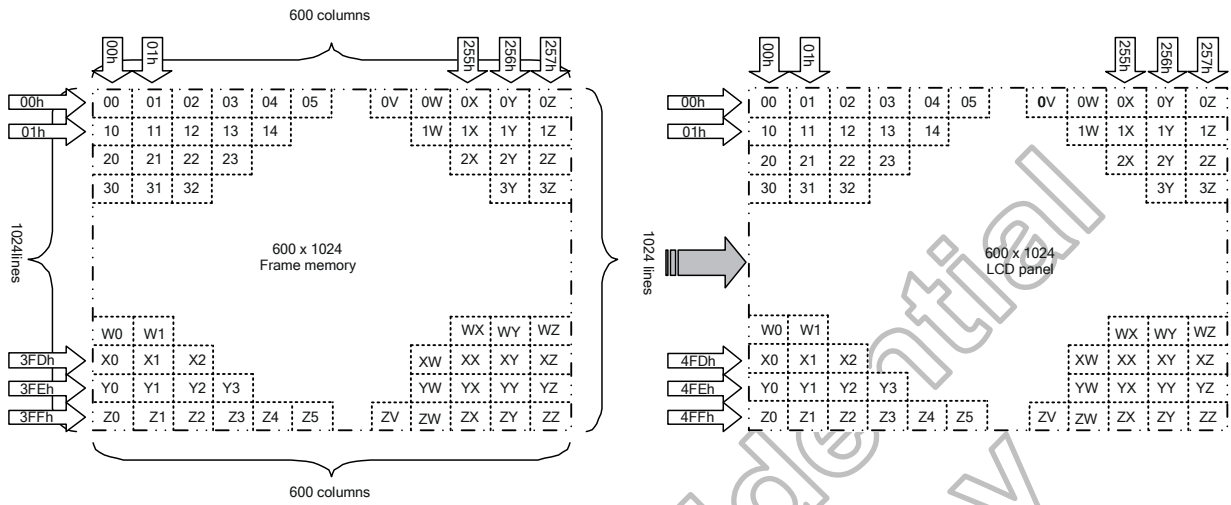 600 columns
00h 01h 255h 256h 257h 00h 01h 255h 256h 257h
00h 00 01 02 03 04 05 0V 0W 0X 0Y 0Z 00h 00 01 02 03 04 05 0V 0W 0X 0Y 0Z
01h 10 11 12 13 14 1W 1X 1Y 1Z 01h 10 11 12 13 14 1W 1X 1Y 1Z
20 21 22 23 2X 2Y 2Z 20 21 22 23 2X 2Y 2Z
30 31 32 3Y 3Z 30 31 32 3Y 3Z
1024lines
600 x 1024
Frame memory
1024 lines
600 x 1024
LCD panel
W0 W1 WX WY WZ W0 W1 WX WY WZ
3FDh X0 X1 X2 XW XX XY XZ 4FDh X0 X1 X2 XW XX XY XZ
3FEh Y0 Y1 Y2 Y3 YW YX YY YZ 4FEh Y0 Y1 Y2 Y3 YW YX YY YZ
3FFh Z0 Z1 Z2 Z3 Z4 Z5 ZV ZW ZX ZY ZZ 4FFh Z0 Z1 Z2 Z3 Z4 Z5 ZV ZW ZX ZY ZZ
600 columns